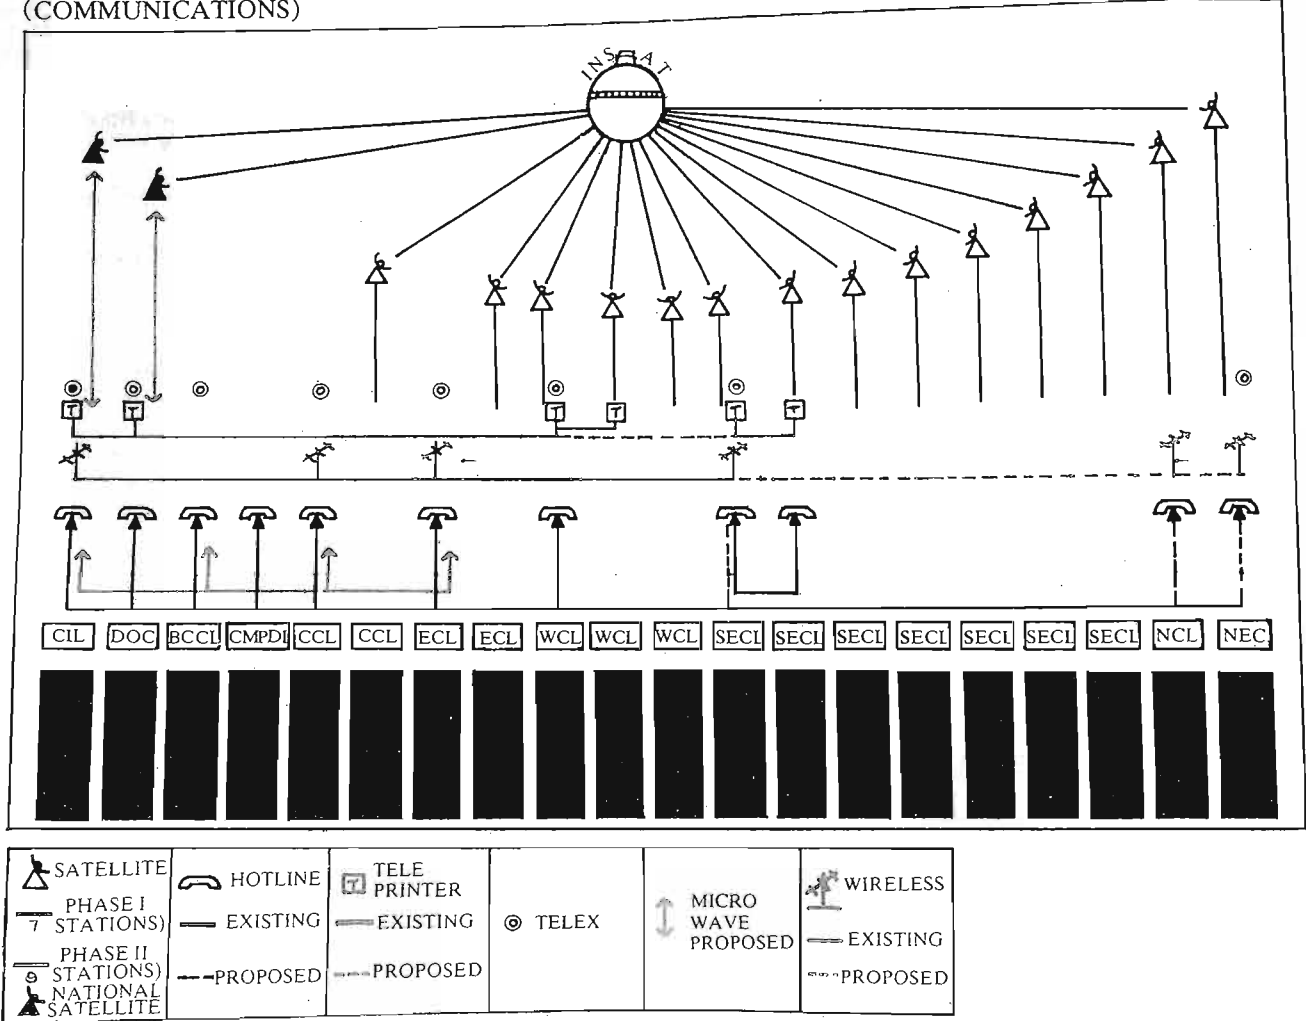 (COMMUNICATIONS)
INSAT
T T T T T T
CIL DOC BCCL CMPDI CCL CCL ECL ECL WCL WCL WCL SECL SECL SECL SECL SECL SECL SECL NCL NEC
SATELLITE
PHASE I
7 STATIONS)
PHASE II
8 STATIONS)
NATIONAL
SATELLITE
HOTLINE
EXISTING
PROPOSED
T TELE
PRINTER
EXISTING
PROPOSED
TELEX
MICRO
WAVE
PROPOSED
WIRELESS
EXISTING
PROPOSED